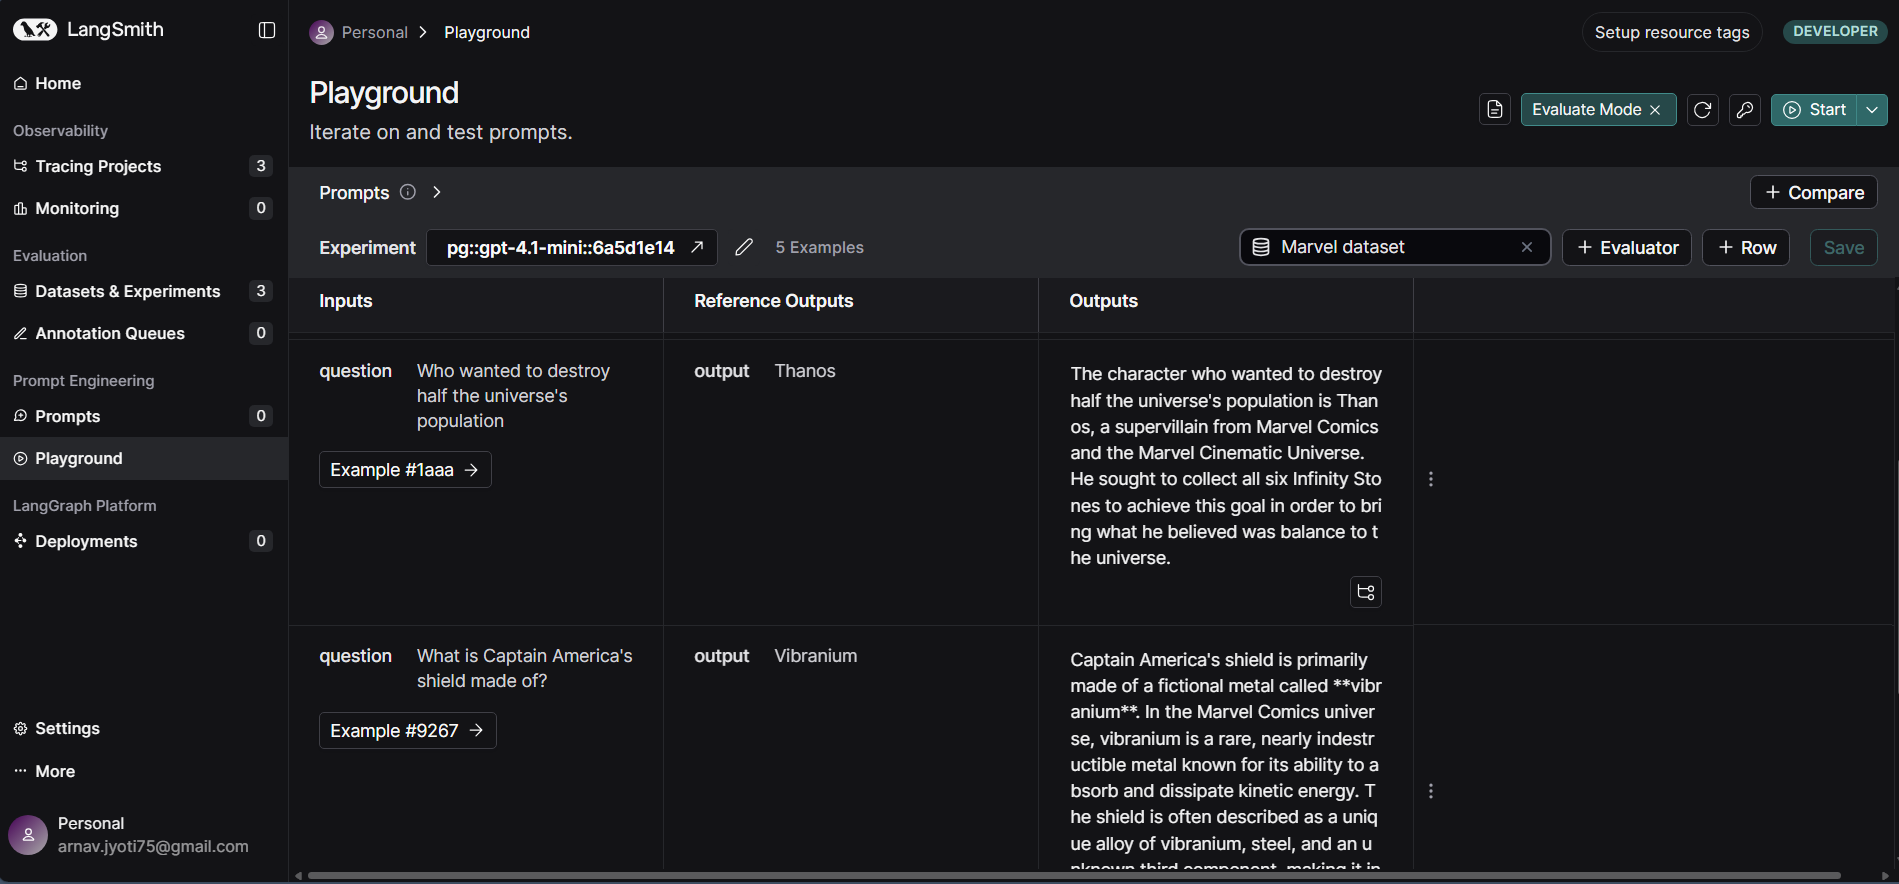 LangSmith
Home
Observability
Tracing Projects 3
Monitoring 0
Evaluation
Datasets & Experiments 3
Annotation Queues 0
Prompt Engineering
Prompts 0
Playground
LangGraph Platform
Deployments 0
Settings
More
Personal
arnav.jyoti75@gmail.com
Personal > Playground
Setup resource tags
DEVELOPER
Playground
Iterate on and test prompts.
Evaluate Mode
Start
Prompts
+ Compare
Experiment pg::gpt-4.1-mini::6a5d1e14 5 Examples
Marvel dataset
+ Evaluator
+ Row
Save
Inputs Reference Outputs Outputs
question Who wanted to destroy
half the universe's
population
Example #1aaa
output Thanos
The character who wanted to destroy
half the universe's population is Than
os, a supervillain from Marvel Comics
and the Marvel Cinematic Universe.
He sought to collect all six Infinity Sto
nes to achieve this goal in order to bri
ng what he believed was balance to t
he universe.
question What is Captain America's
shield made of?
Example #9267
output Vibranium
Captain America's shield is primarily
made of a fictional metal called **vibr
anium**. In the Marvel Comics univer
se, vibranium is a rare, nearly indestr
uctible metal known for its ability to a
bsorb and dissipate kinetic energy. T
he shield is often described as a uniq
ue alloy of vibranium, steel, and an u
nknown third component, making it in